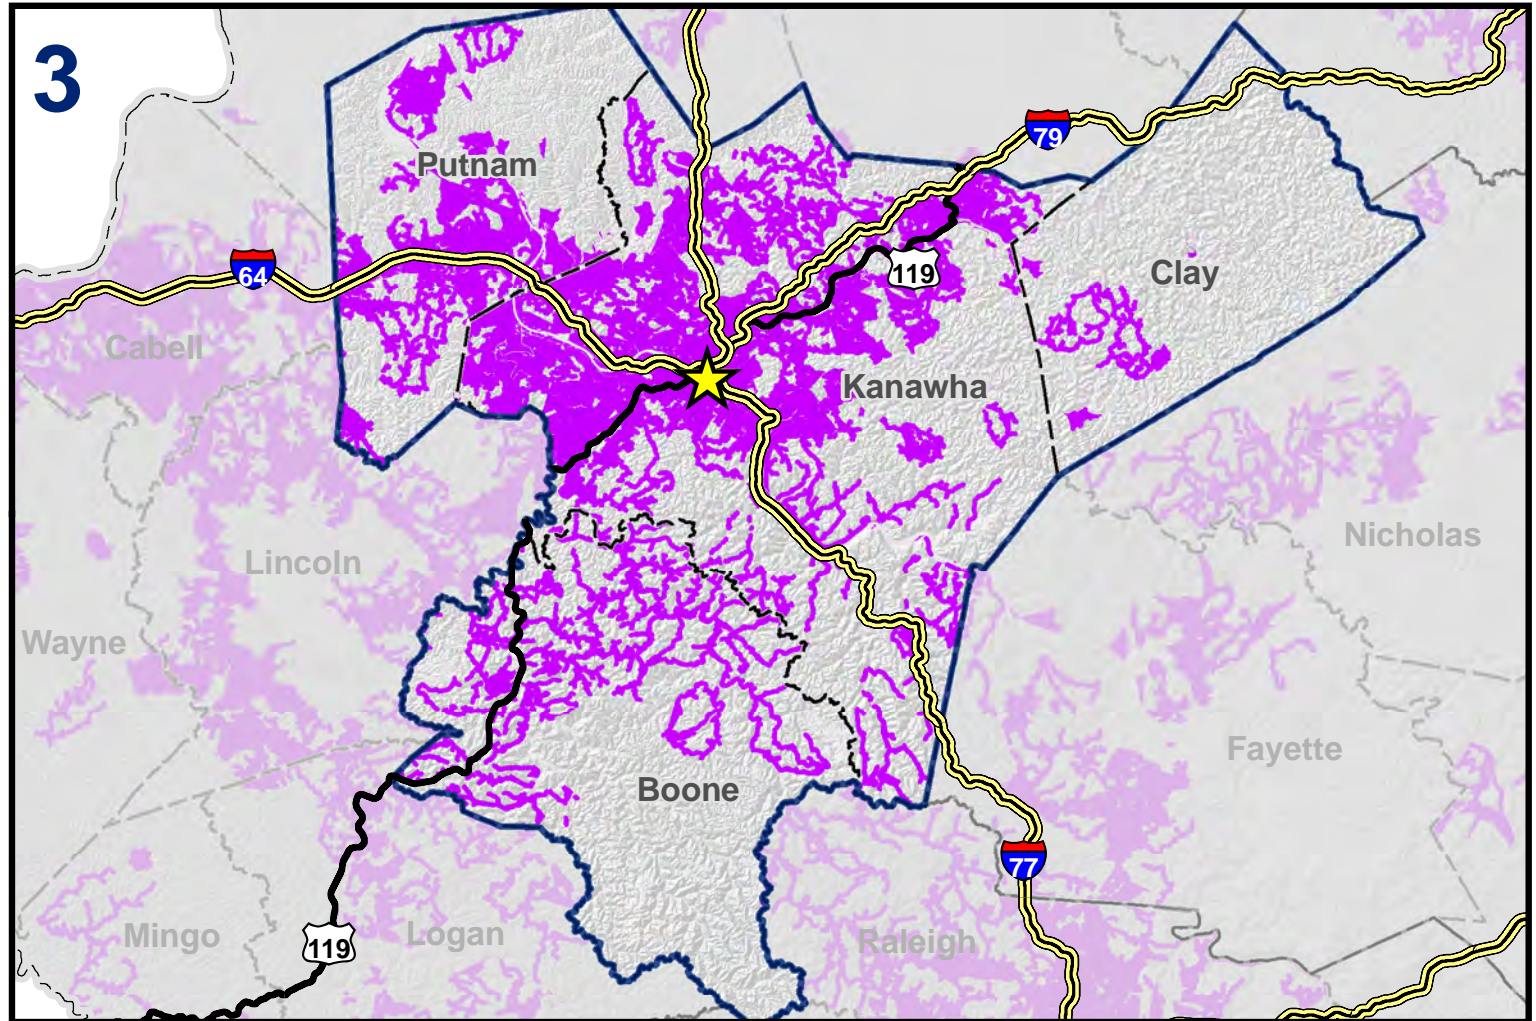 3
79
Putnam
64
119
Clay
Cabell
Kanawha
Nicholas
Lincoln
Wayne
Fayette
Boone
77
Mingo
119
Logan
Raleigh